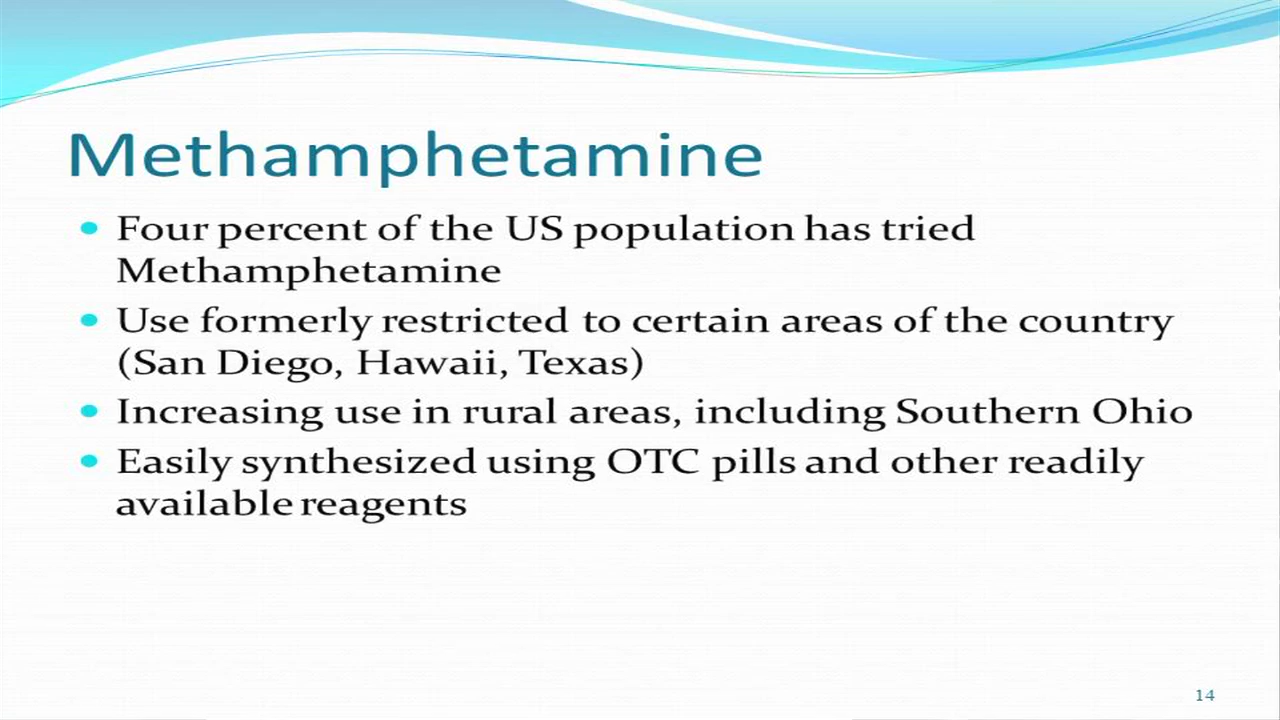 Methamphetamine
Four percent of the US population has tried
Methamphetamine
Use formerly restricted to certain areas of the country
(San Diego, Hawaii, Texas)
Increasing use in rural areas, including Southern Ohio
Easily synthesized using OTC pills and other readily
available reagents
14